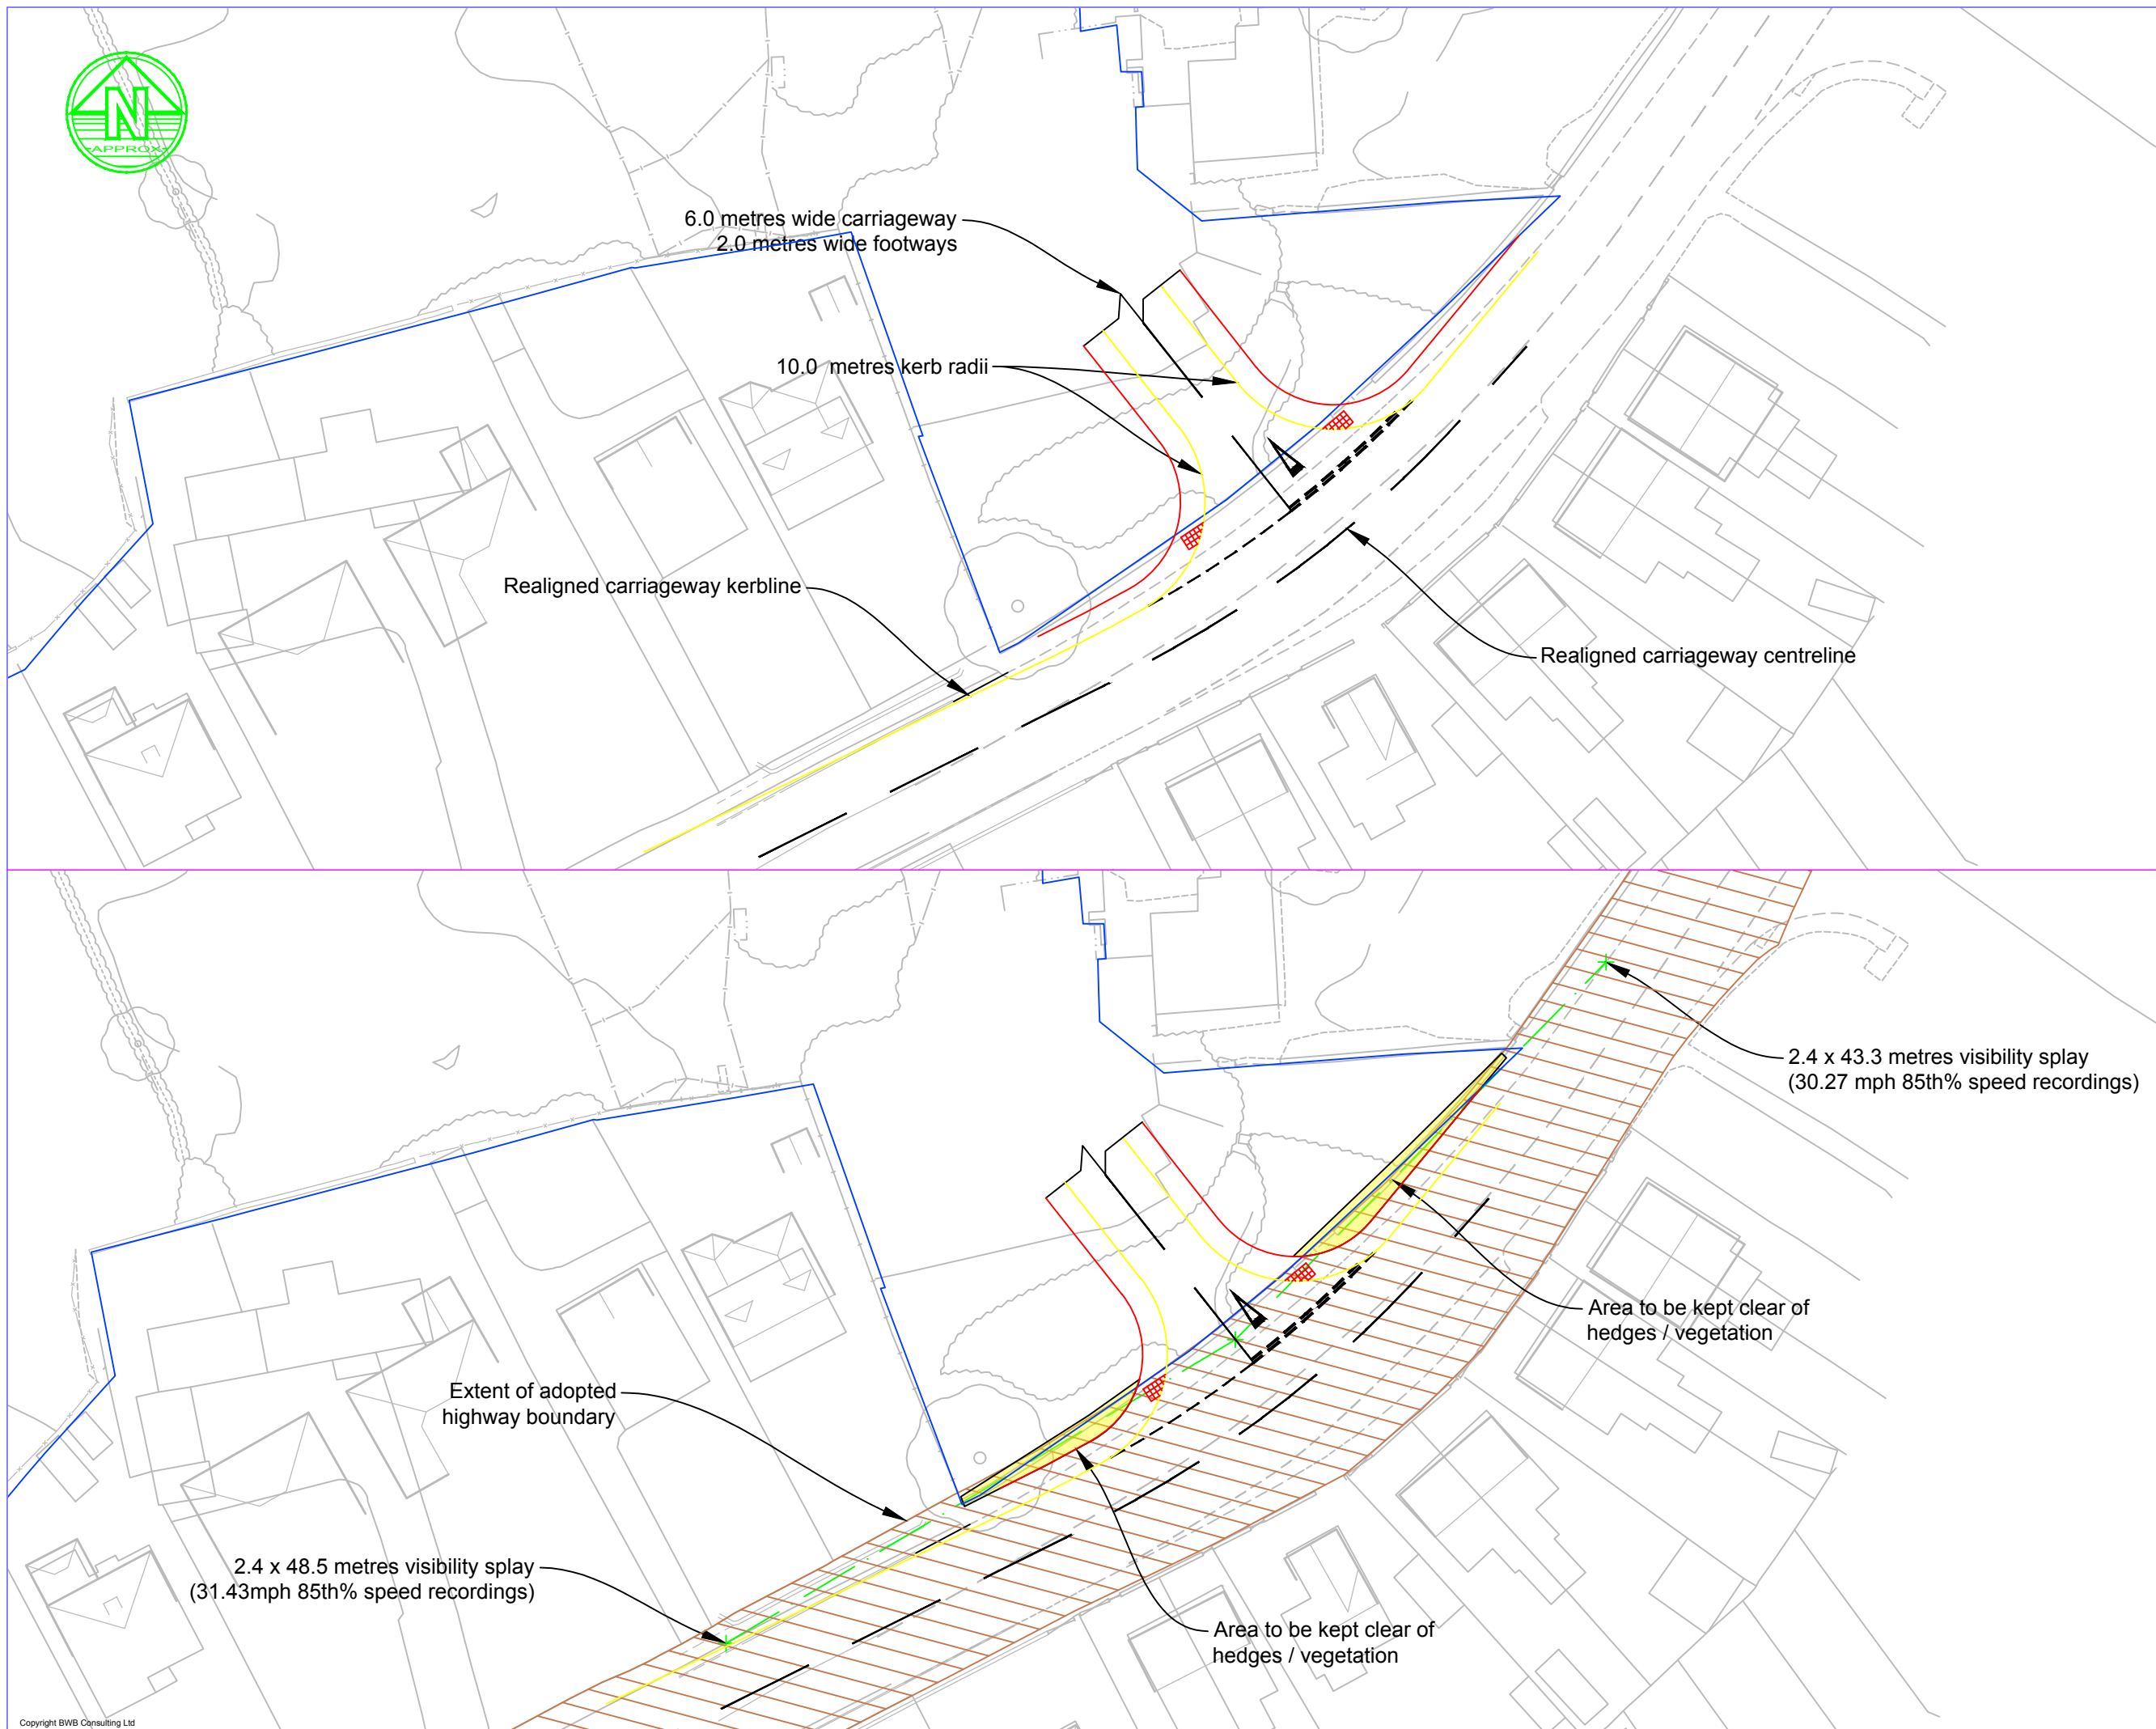 N
APPROX
6.0 metres wide carriageway
2.0 metres wide footways
10.0 metres kerb radii
Realigned carriageway kerbline
Realigned carriageway centreline
2.4 x 43.3 metres visibility splay
(30.27 mph 85th% speed recordings)
Area to be kept clear of
hedges / vegetation
Extent of adopted
highway boundary
2.4 x 48.5 metres visibility splay
(31.43mph 85th% speed recordings)
Area to be kept clear of
hedges / vegetation
Copyright BWB Consulting Ltd